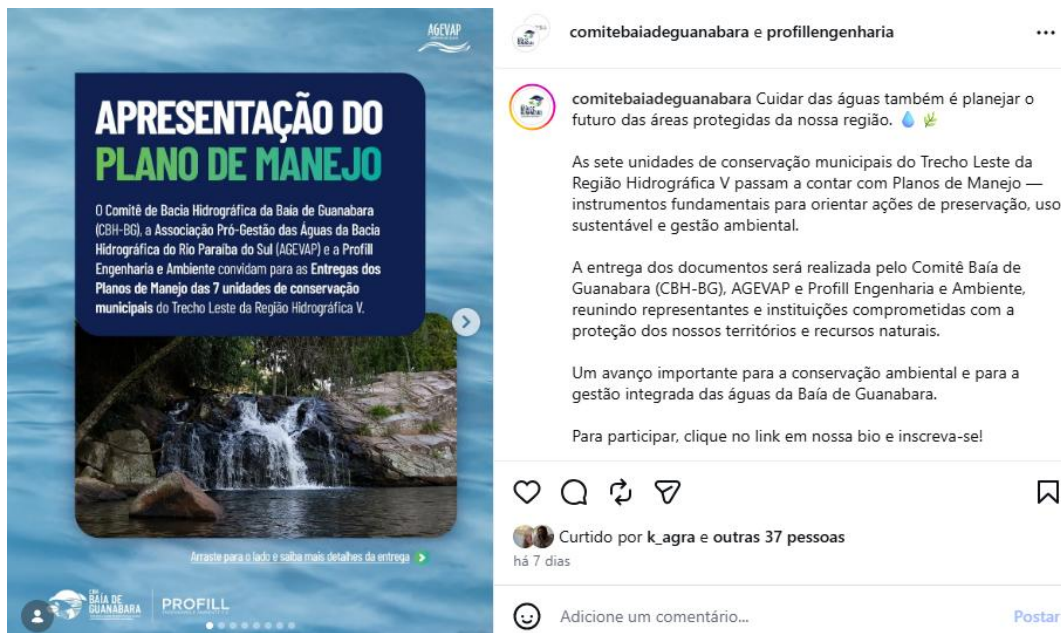 AGEVAP
APRESENTAÇÃO DO
PLANO DE MANEJO
O Comitê de Bacia Hidrográfica da Baía de Guanabara
(CBH-BG), a Associação Pró-Gestão das Águas da Bacia
Hidrográfica do Rio Paraíba do Sul (AGEVAP) e a Profill
Engenharia e Ambiente convidam para as Entregas dos
Planos de Manejo das 7 unidades de conservação
municipais do Trecho Leste da Região Hidrográfica V.
Arraste para o lado e saiba mais detalhes da entrega
BAÍA DE
GUANABARA
PROFILL
comitebaiadeguanabara e profillengenharia
comitebaiadeguanabara Cuidar das águas também é planejar o
futuro das áreas protegidas da nossa região. 💧 🌿
As sete unidades de conservação municipais do Trecho Leste da
Região Hidrográfica V passam a contar com Planos de Manejo —
instrumentos fundamentais para orientar ações de preservação, uso
sustentável e gestão ambiental.
A entrega dos documentos será realizada pelo Comitê Baía de
Guanabara (CBH-BG), AGEVAP e Profill Engenharia e Ambiente,
reunindo representantes e instituições comprometidas com a
proteção dos nossos territórios e recursos naturais.
Um avanço importante para a conservação ambiental e para a
gestão integrada das águas da Baía de Guanabara.
Para participar, clique no link em nossa bio e inscreva-se!
Curtido por k_agra e outras 37 pessoas
há 7 dias
Adicione um comentário...
Postar